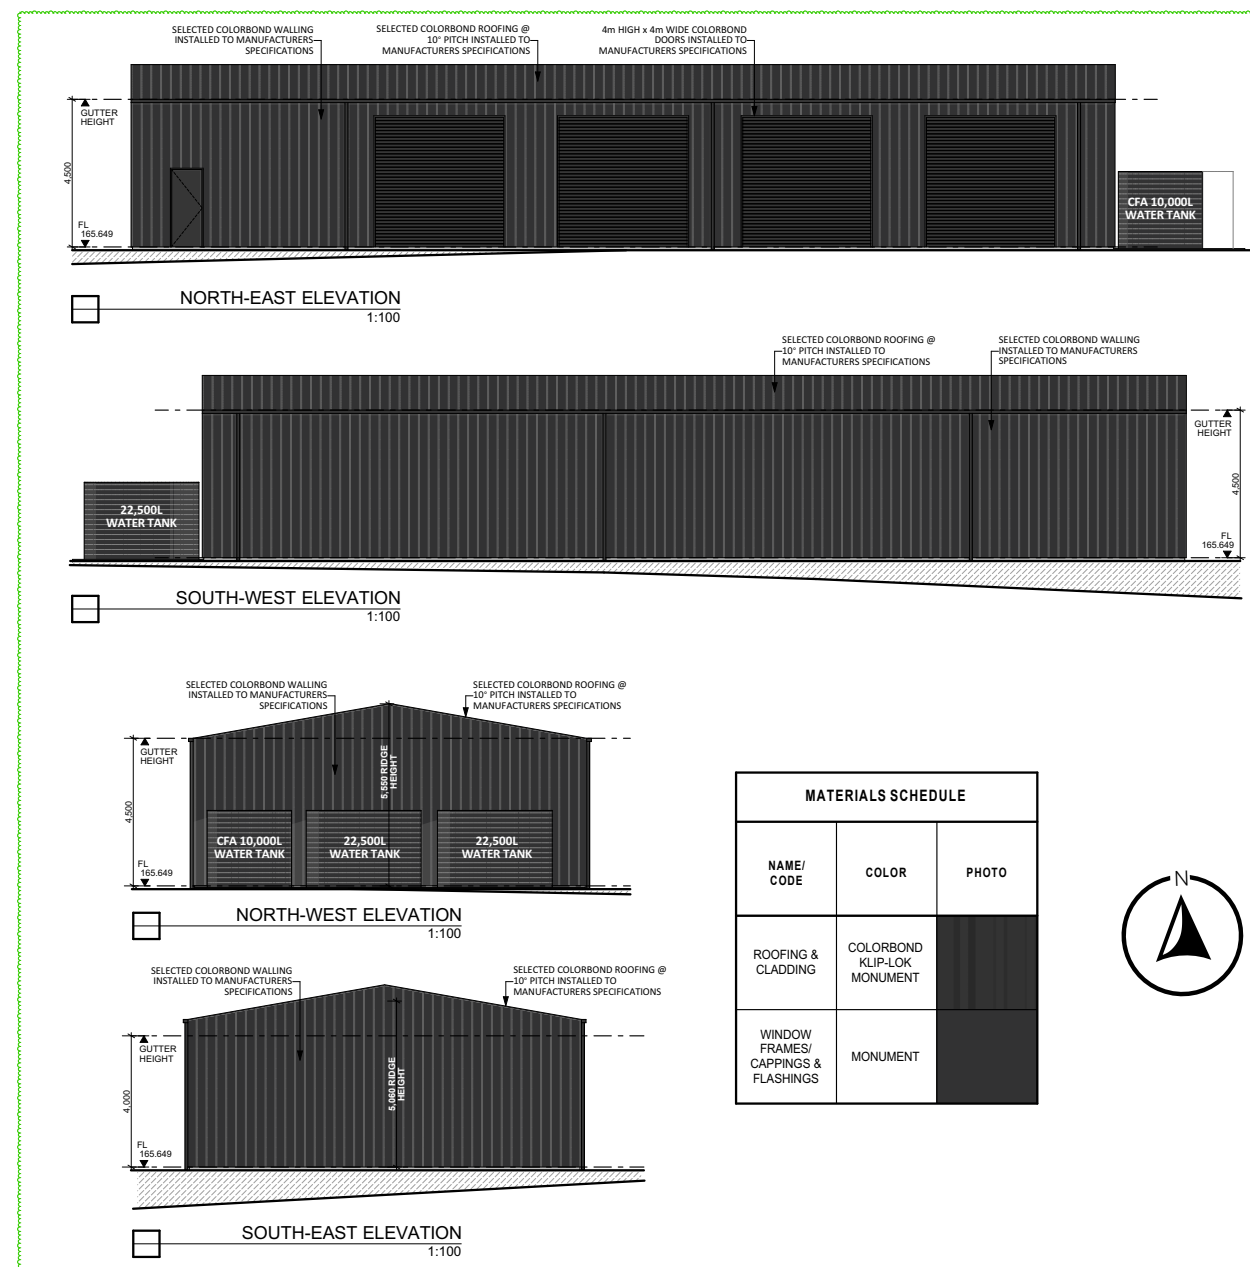 SELECTED COLORBOND WALLING
INSTALLED TO MANUFACTURERS
SPECIFICATIONS
SELECTED COLORBOND ROOFING @
10° PITCH INSTALLED TO
MANUFACTURERS SPECIFICATIONS
4m HIGH x 4m WIDE COLORBOND
DOORS INSTALLED TO
MANUFACTURERS SPECIFICATIONS
GUTTER
HEIGHT
4,500
FL
165.649
CFA 10,000L
WATER TANK
NORTH-EAST ELEVATION
1:100
SELECTED COLORBOND ROOFING @
10° PITCH INSTALLED TO
MANUFACTURERS SPECIFICATIONS
SELECTED COLORBOND WALLING
INSTALLED TO MANUFACTURERS
SPECIFICATIONS
GUTTER
HEIGHT
4,500
FL
165.649
22,500L
WATER TANK
SOUTH-WEST ELEVATION
1:100
SELECTED COLORBOND WALLING
INSTALLED TO MANUFACTURERS
SPECIFICATIONS
SELECTED COLORBOND ROOFING @
10° PITCH INSTALLED TO
MANUFACTURERS SPECIFICATIONS
GUTTER
HEIGHT
4,500
FL
165.649
5,550 RIDGE
HEIGHT
CFA 10,000L
WATER TANK
22,500L
WATER TANK
22,500L
WATER TANK
NORTH-WEST ELEVATION
1:100
SELECTED COLORBOND WALLING
INSTALLED TO MANUFACTURERS
SPECIFICATIONS
SELECTED COLORBOND ROOFING @
10° PITCH INSTALLED TO
MANUFACTURERS SPECIFICATIONS
GUTTER
HEIGHT
4,000
FL
165.649
5,060 RIDGE
HEIGHT
SOUTH-EAST ELEVATION
1:100
MATERIALS SCHEDULE
NAME/
CODE
COLOR
PHOTO
ROOFING &
CLADDING
COLORBOND
KLIP-LOK
MONUMENT
WINDOW
FRAMES/
CAPPINGS &
FLASHINGS
MONUMENT
N